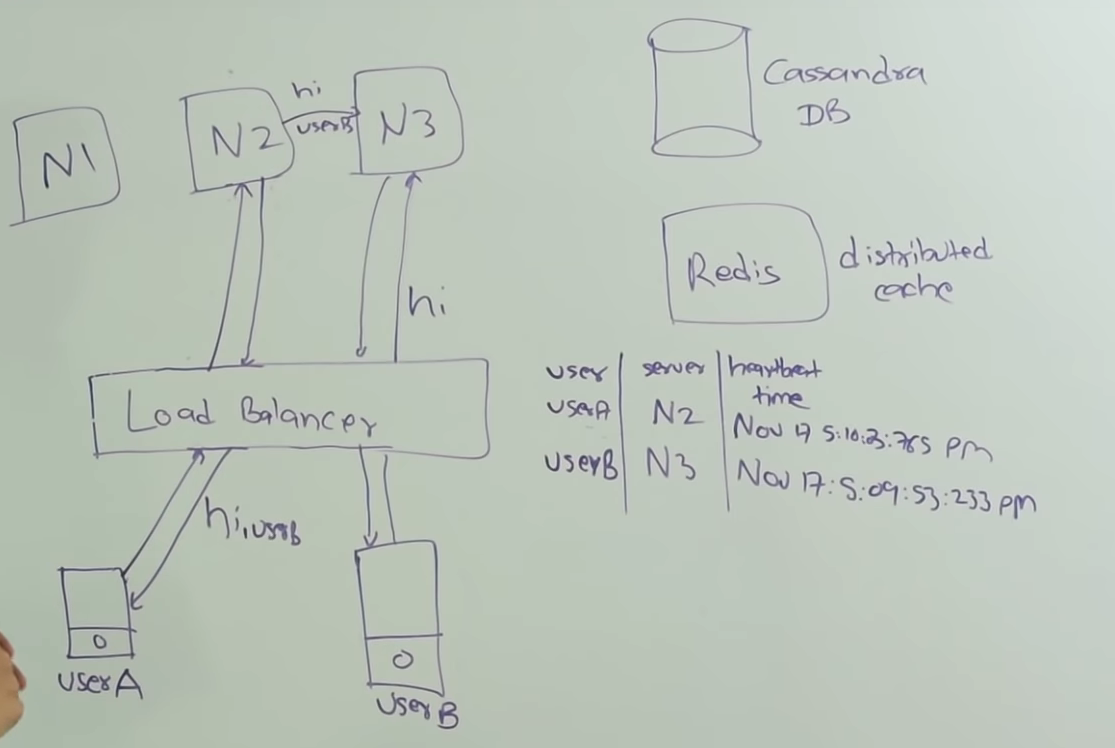 hi
userB
N1
N2
N3
Cassandra
DB
Redis
distributed
cache
hi
Load Balancer
user server heartbeat
time
userA N2 Nov 17 5:10:23:765 pm
userB N3 Nov 17:5:09:53:233 pm
hi, userB
userA
userB